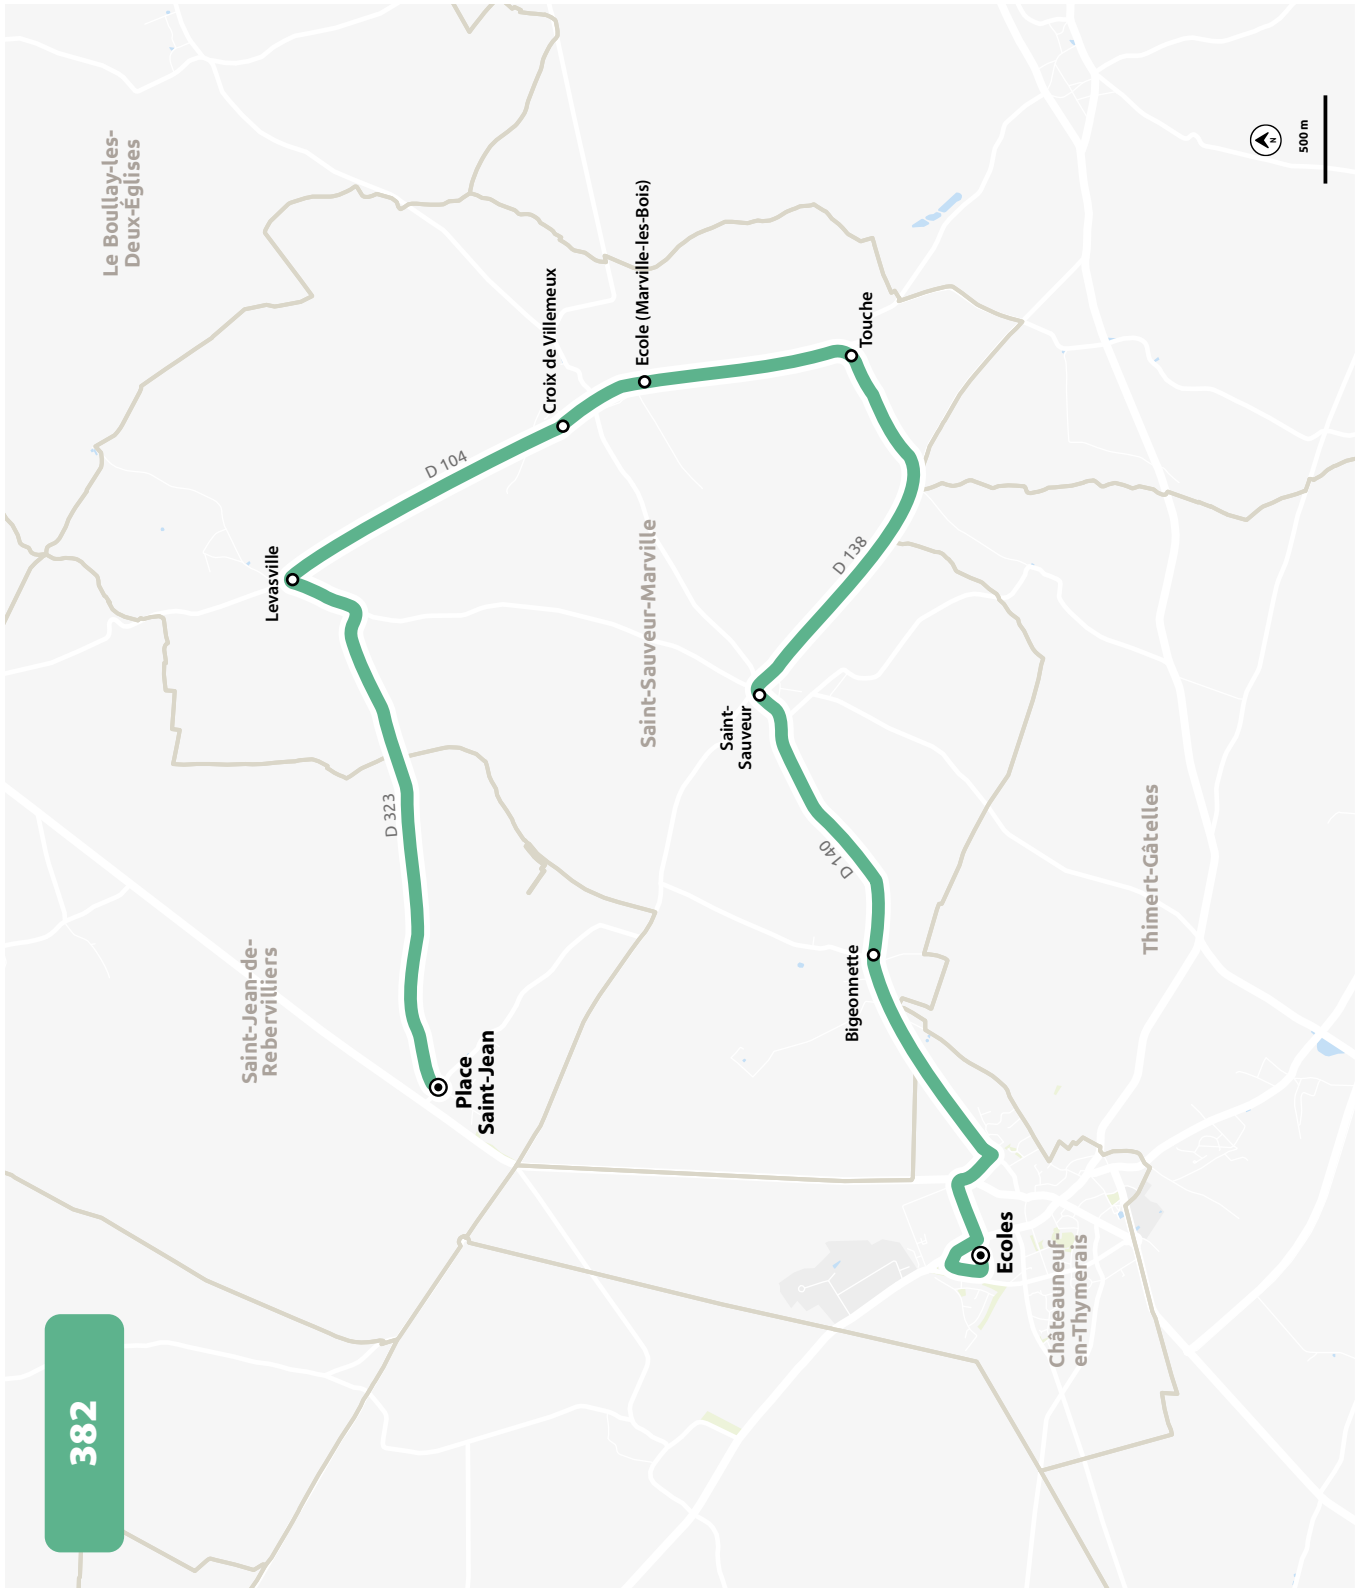 382
Le Boullay-les-
Deux-Églises
Saint-Jean-de-
Rebervilliers
Levasville
D 323
D 104
Place
Saint-Jean
Croix de Villemeux
Ecole (Marville-les-Bois)
Saint-Sauveur-Marville
Saint-
Sauveur
Touche
D 138
D 140
Bigeonnette
Ecoles
Châteauneuf-
en-Thymerais
Thimert-Gâtelles
N
500 m